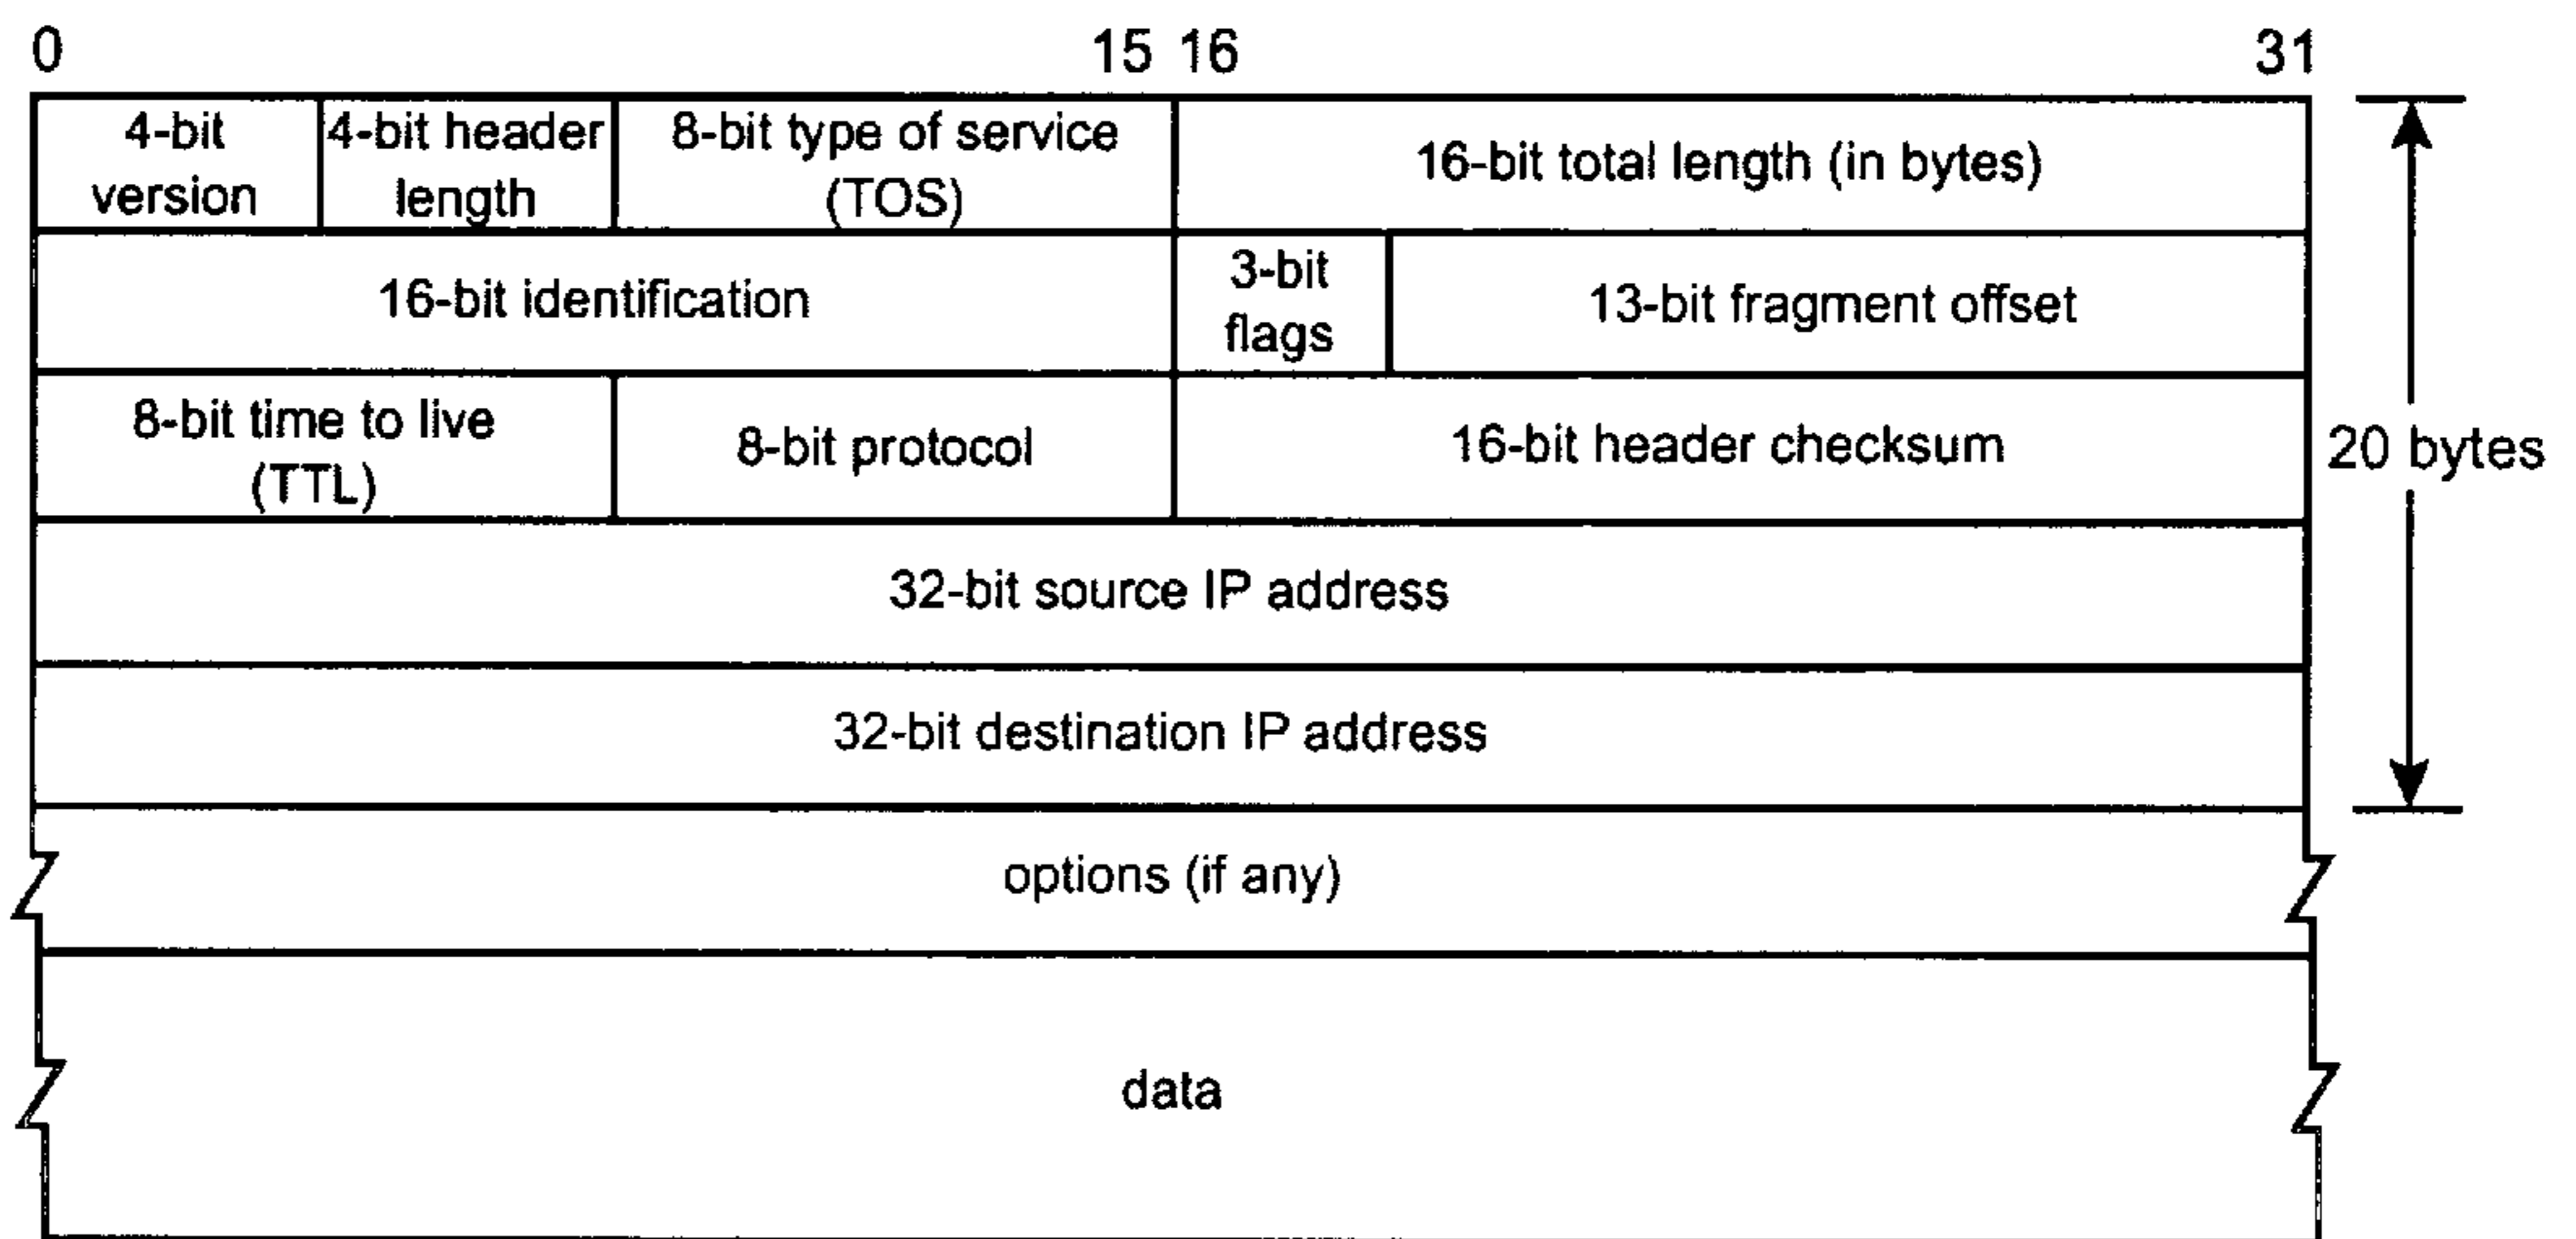 0 15 16 31
4-bit
version
4-bit header
length
8-bit type of service
(TOS)
16-bit total length (in bytes)
16-bit identification
3-bit
flags
13-bit fragment offset
8-bit time to live
(TTL)
8-bit protocol
16-bit header checksum
20 bytes
32-bit source IP address
32-bit destination IP address
options (if any)
data